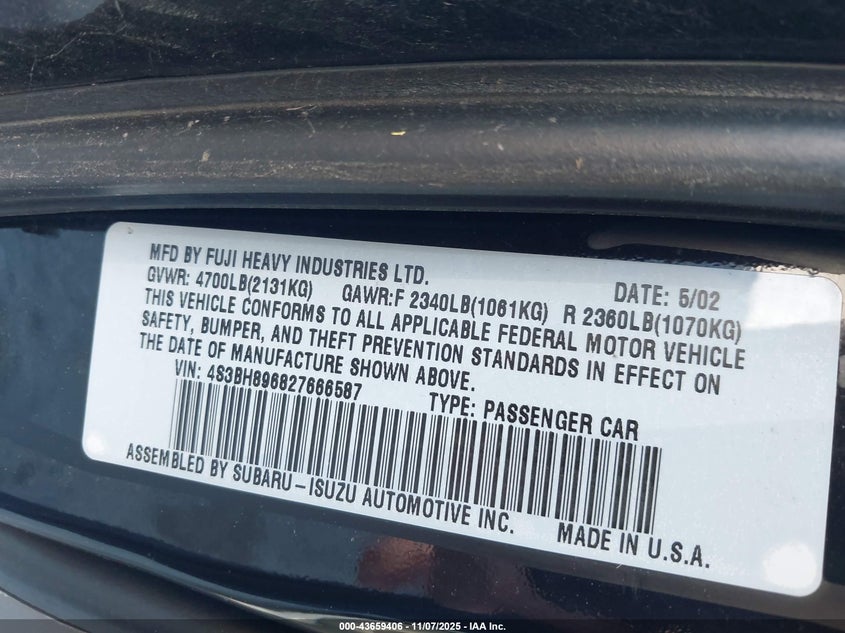 MFD BY FUJI HEAVY INDUSTRIES LTD. DATE: 5/02
GVWR: 4700LB(2131KG) GAWR:F 2340LB(1061KG) R 2360LB(1070KG)
THIS VEHICLE CONFORMS TO ALL APPLICABLE FEDERAL MOTOR VEHICLE
SAFETY, BUMPER, AND THEFT PREVENTION STANDARDS IN EFFECT ON
THE DATE OF MANUFACTURE SHOWN ABOVE.
VIN: 4S3BH896827666587 TYPE: PASSENGER CAR
ASSEMBLED BY SUBARU-ISUZU AUTOMOTIVE INC. MADE IN U.S.A.
000-43659406 - 11/07/2025 - IAA Inc.